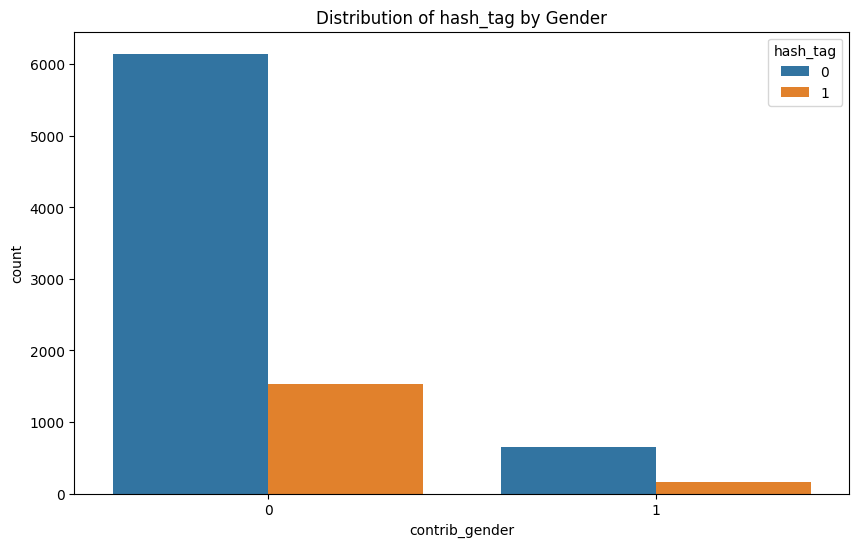 Distribution of hash_tag by Gender
hash_tag
0
1
6000
5000
4000
3000
2000
1000
0
count
0 1
contrib_gender